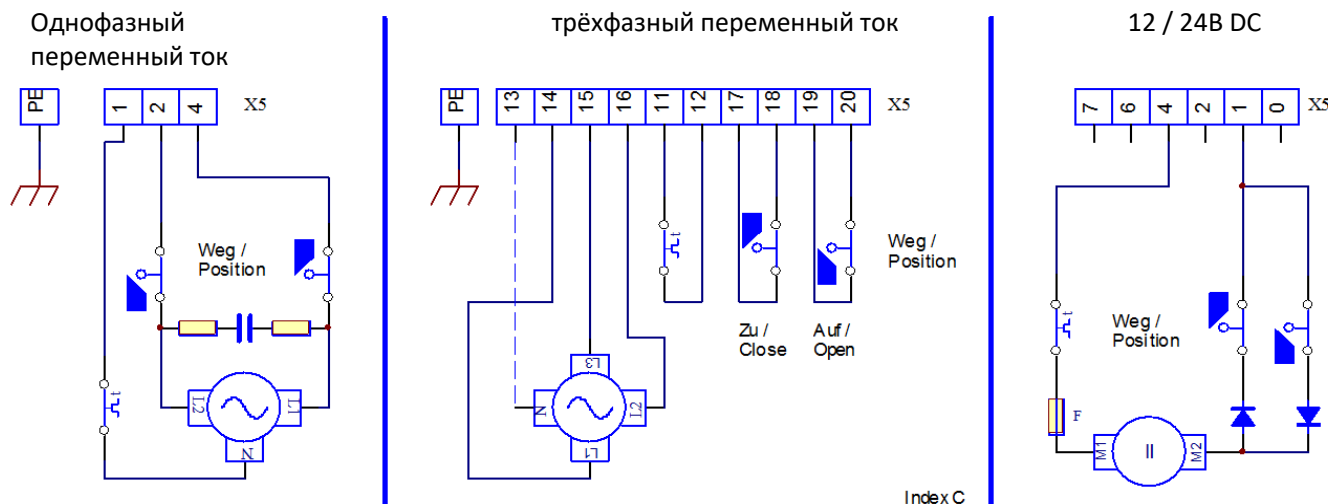 Однофазный
переменный ток
PE
1 2 4 X5
Weg /
Position
t
L2 L1
N
трёхфазный переменный ток
PE
13 14 15 16 11 12 17 18 19 20 X5
t
Weg /
Position
Zu /
Close
Auf /
Open
L3
N L2
L1
Index C
12 / 24В DC
7 6 4 2 1 0 X5
Weg /
Position
t
F
M1 II M2